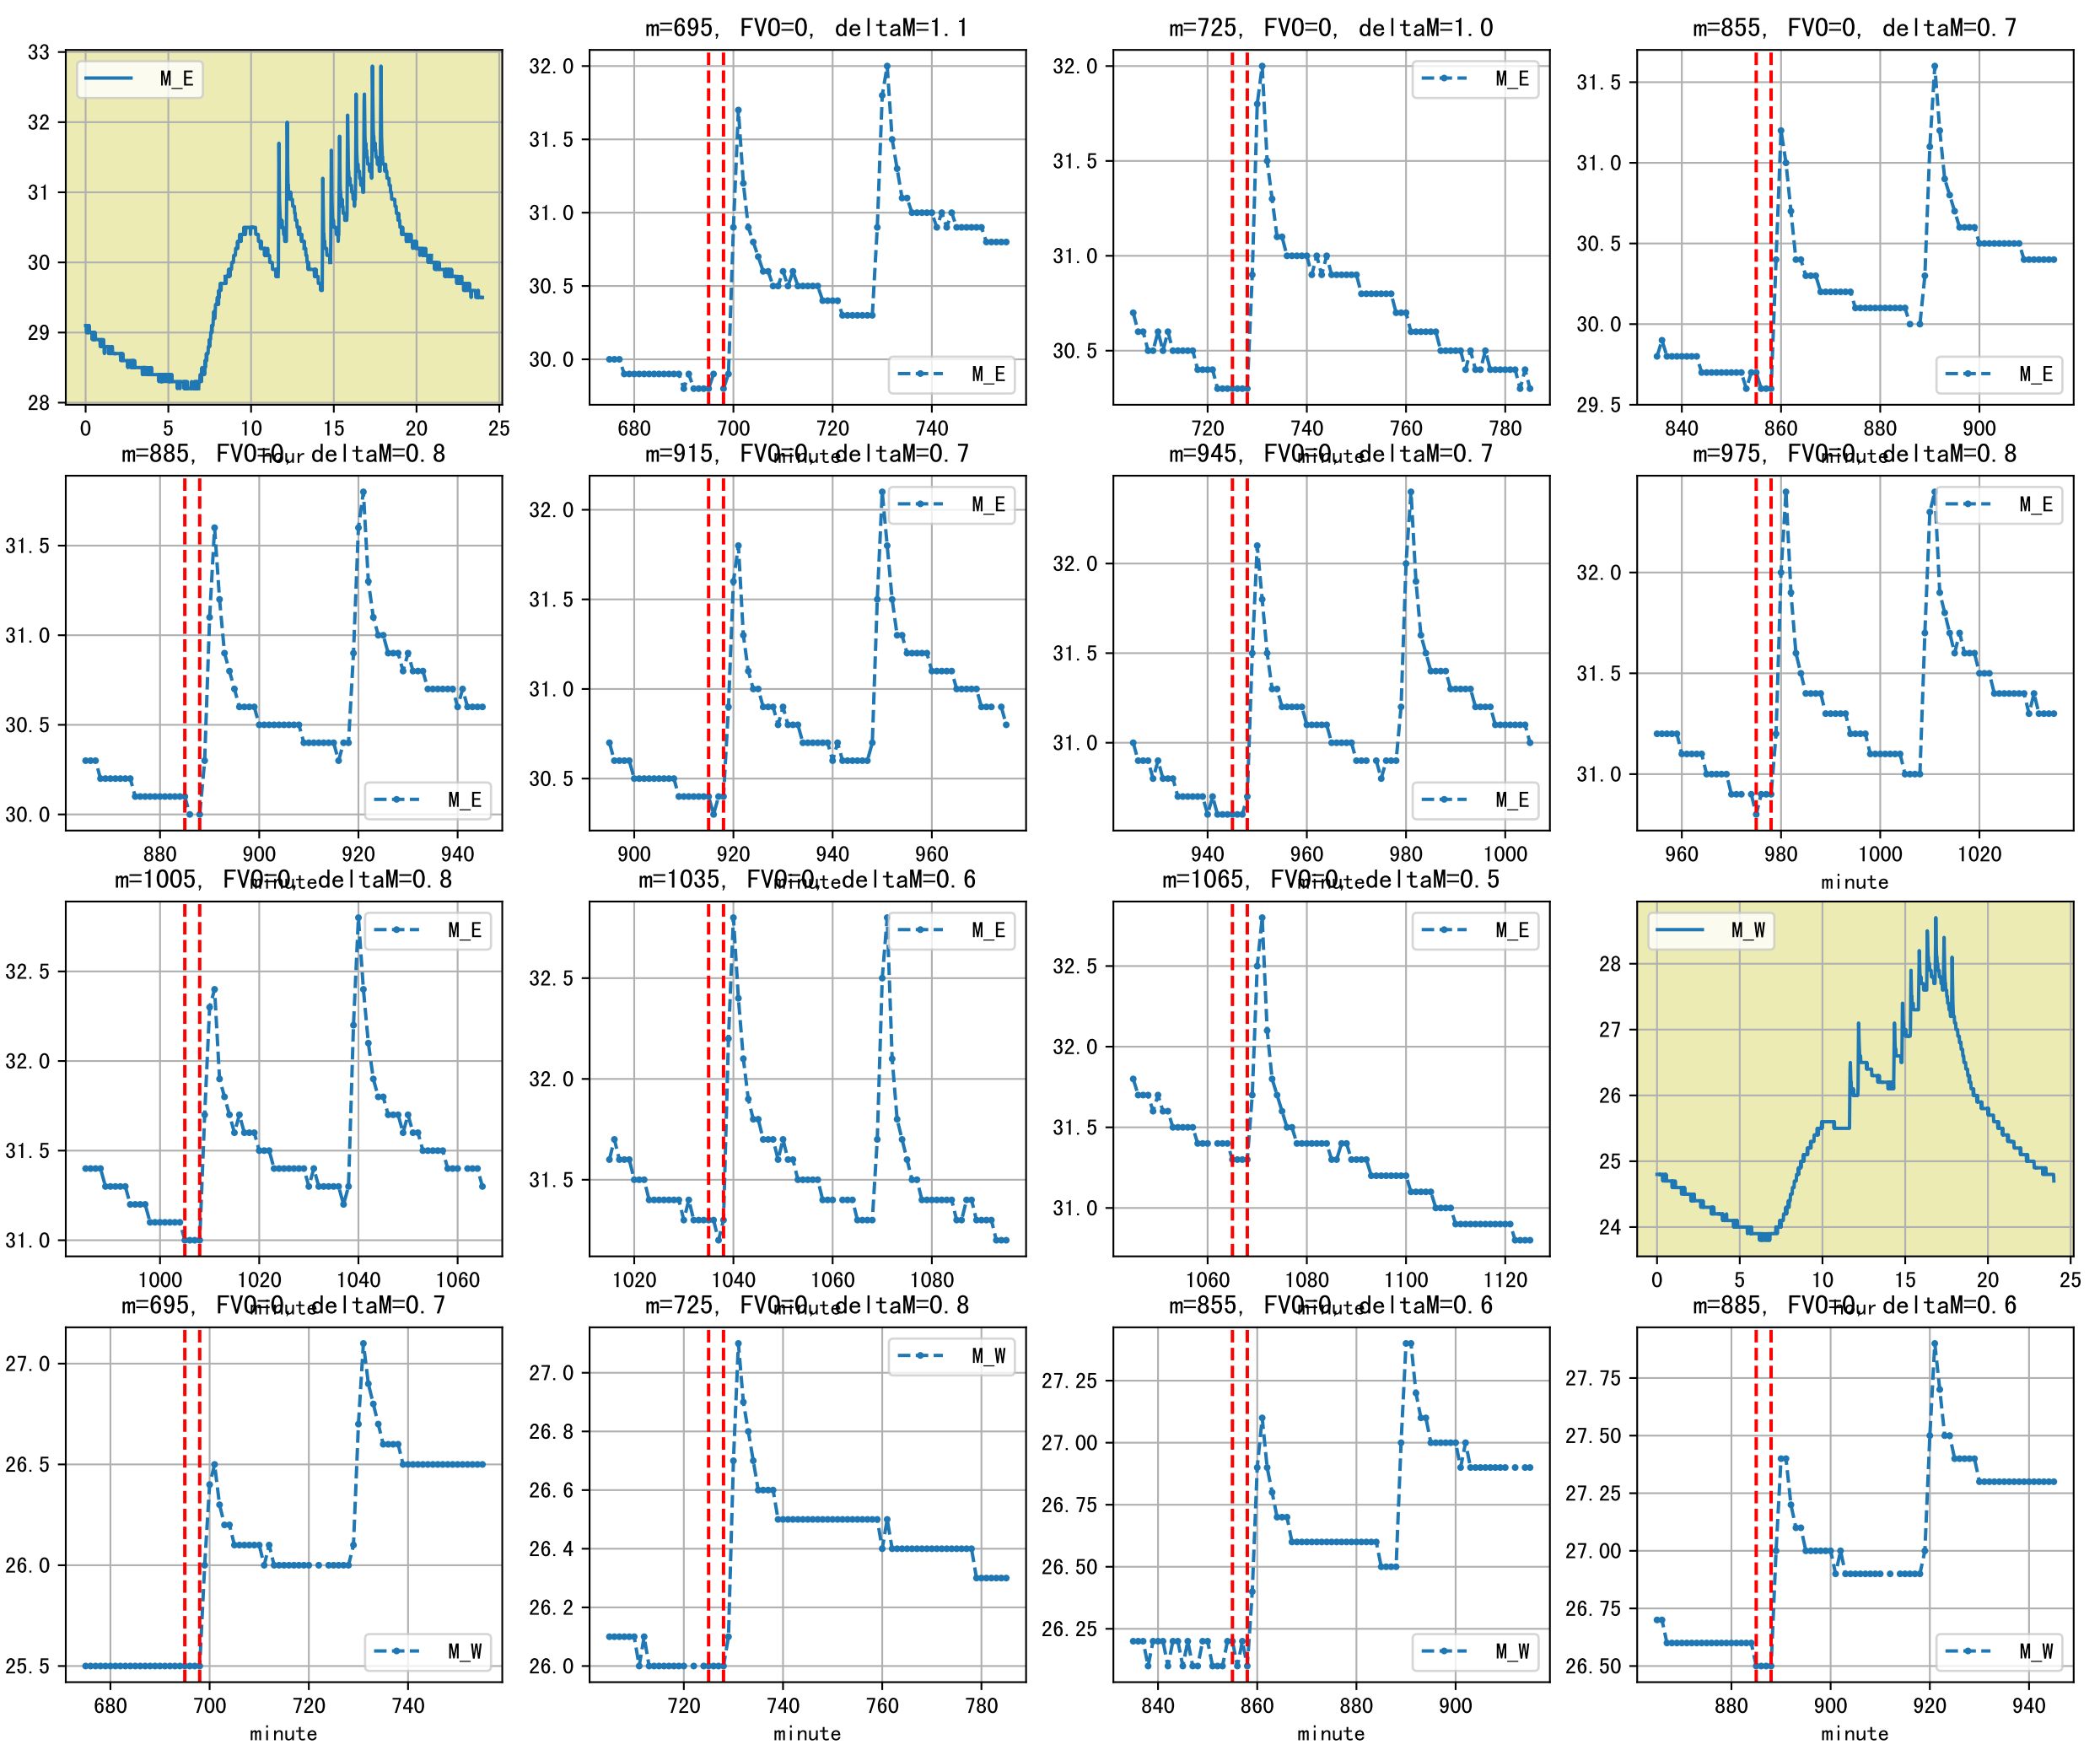 m=695, FVO=0, deltaM=1.1
m=725, FVO=0, deltaM=1.0
m=855, FVO=0, deltaM=0.7
33
32
31
30
29
28
M_E
0 5 10 15 20 25
hour
32.0
31.5
31.0
30.5
30.0
M_E
680 700 720 740
minute
32.0
31.5
31.0
30.5
M_E
720 740 760 780
minute
31.5
31.0
30.5
30.0
29.5
M_E
840 860 880 900
minute
m=885, FVO=0, deltaM=0.8
m=915, FVO=0, deltaM=0.7
m=945, FVO=0, deltaM=0.7
m=975, FVO=0, deltaM=0.8
31.5
31.0
30.5
30.0
M_E
880 900 920 940
minute
32.0
31.5
31.0
30.5
M_E
900 920 940 960
minute
32.0
31.5
31.0
M_E
940 960 980 1000
minute
32.0
31.5
31.0
M_E
960 980 1000 1020
minute
m=1005, FVO=0, deltaM=0.8
m=1035, FVO=0, deltaM=0.6
m=1065, FVO=0, deltaM=0.5
32.5
32.0
31.5
31.0
M_E
1000 1020 1040 1060
minute
32.5
32.0
31.5
M_E
1020 1040 1060 1080
minute
32.5
32.0
31.5
31.0
M_E
1060 1080 1100 1120
minute
28
27
26
25
24
M_W
0 5 10 15 20 25
hour
m=695, FVO=0, deltaM=0.7
m=725, FVO=0, deltaM=0.8
m=855, FVO=0, deltaM=0.6
m=885, FVO=0, deltaM=0.6
27.0
26.5
26.0
25.5
M_W
680 700 720 740
minute
27.0
26.8
26.6
26.4
26.2
26.0
M_W
720 740 760 780
minute
27.25
27.00
26.75
26.50
26.25
M_W
840 860 880 900
minute
27.75
27.50
27.25
27.00
26.75
26.50
M_W
880 900 920 940
minute